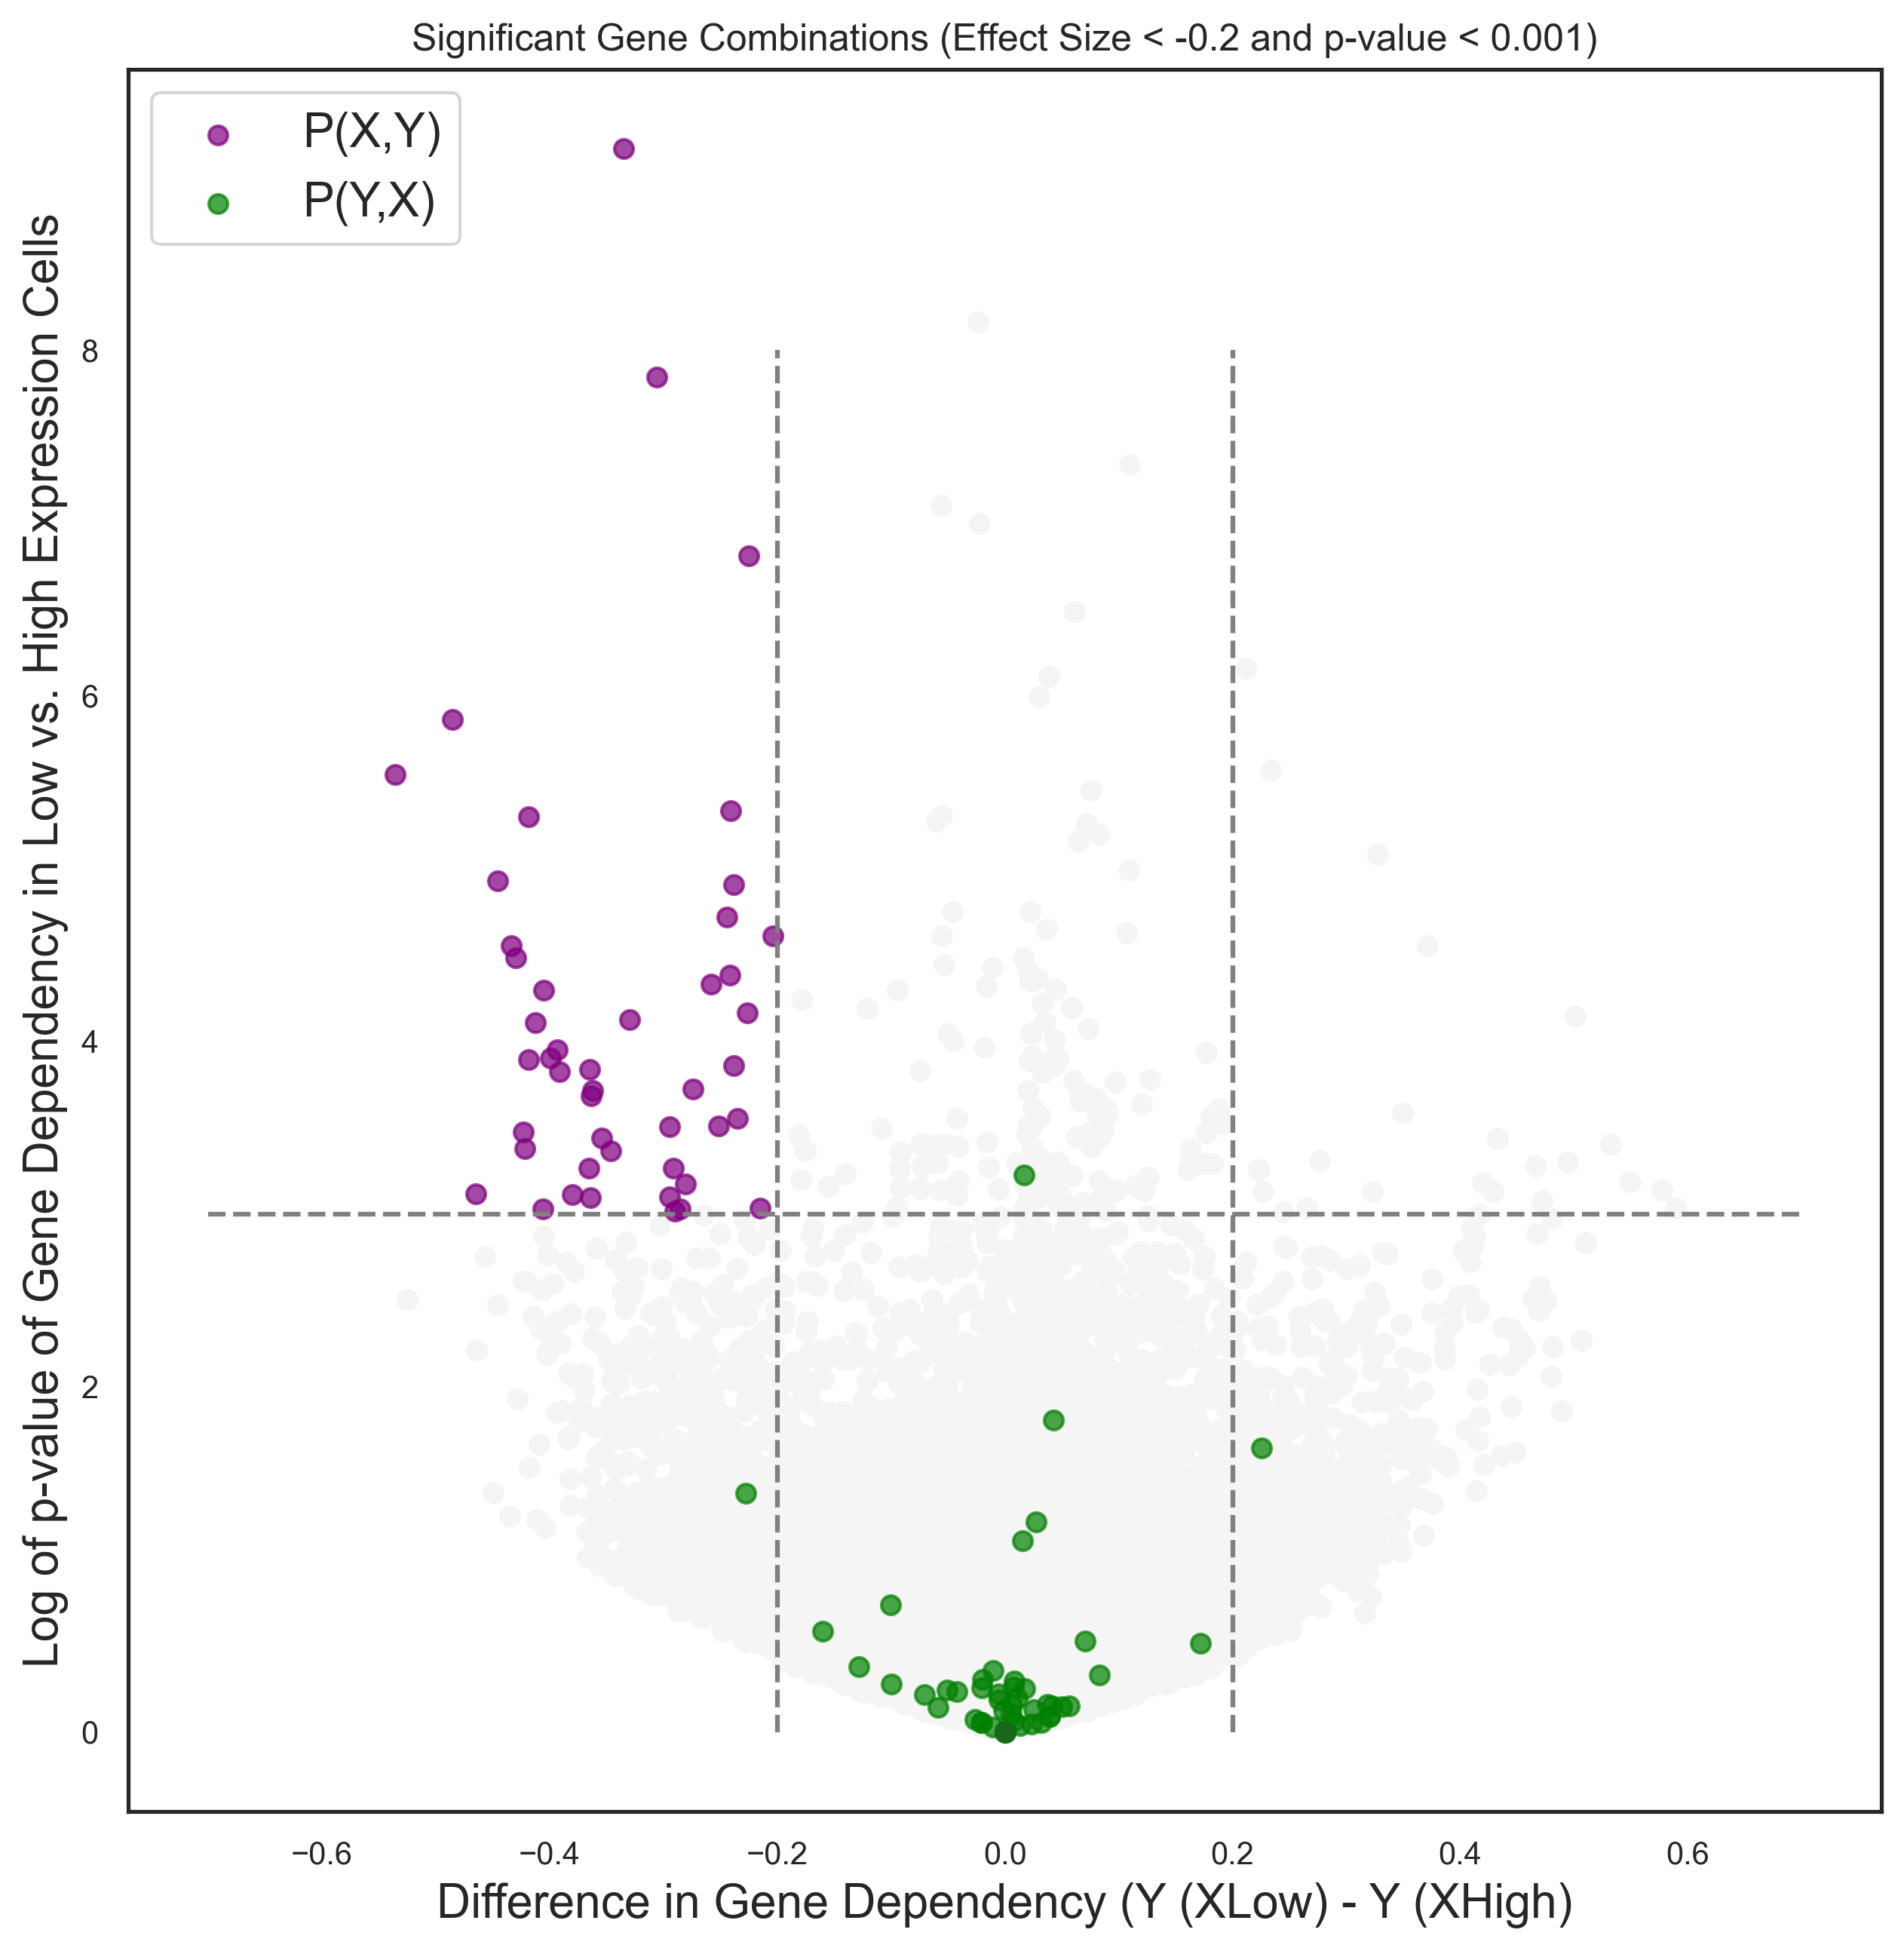 Significant Gene Combinations (Effect Size < -0.2 and p-value < 0.001)
P(X,Y)
P(Y,X)
Log of p-value of Gene Dependency in Low vs. High Expression Cells
8
6
4
2
0
−0.6 −0.4 −0.2 0.0 0.2 0.4 0.6
Difference in Gene Dependency (Y (XLow) - Y (XHigh)